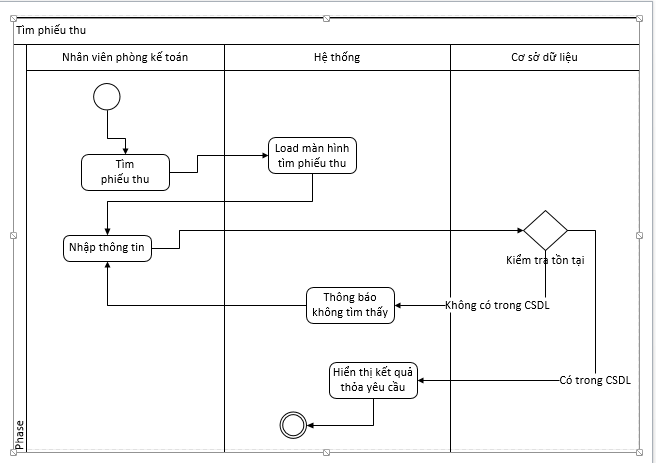 Tìm phiếu thu
Nhân viên phòng kế toán
Hệ thống
Cơ sở dữ liệu
Tìm
phiếu thu
Load màn hình
tìm phiếu thu
Nhập thông tin
Kiểm tra tồn tại
Thông báo
không tìm thấy
Không có trong CSDL
Hiển thị kết quả
thỏa yêu cầu
Có trong CSDL
Phase